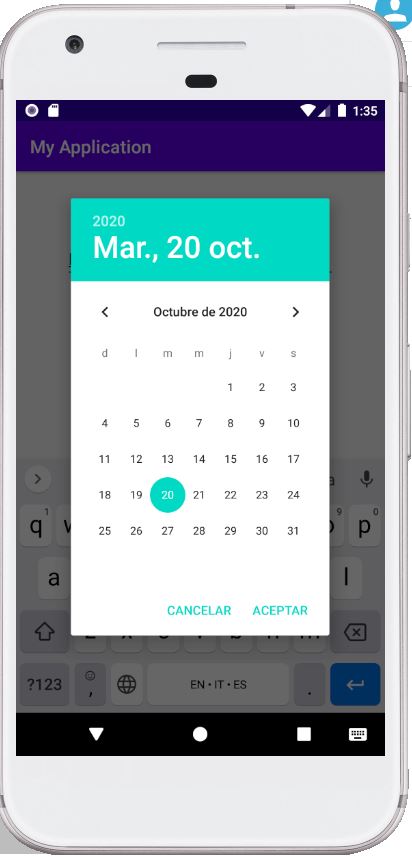 1:35
My Application
2020
Mar., 20 oct.
Octubre de 2020
d l m m j v s
1 2 3
4 5 6 7 8 9 10
11 12 13 14 15 16 17
18 19 20 21 22 23 24
25 26 27 28 29 30 31
CANCELAR ACEPTAR
a
q 1 9 p 0
a l
?123 , EN • IT • ES .